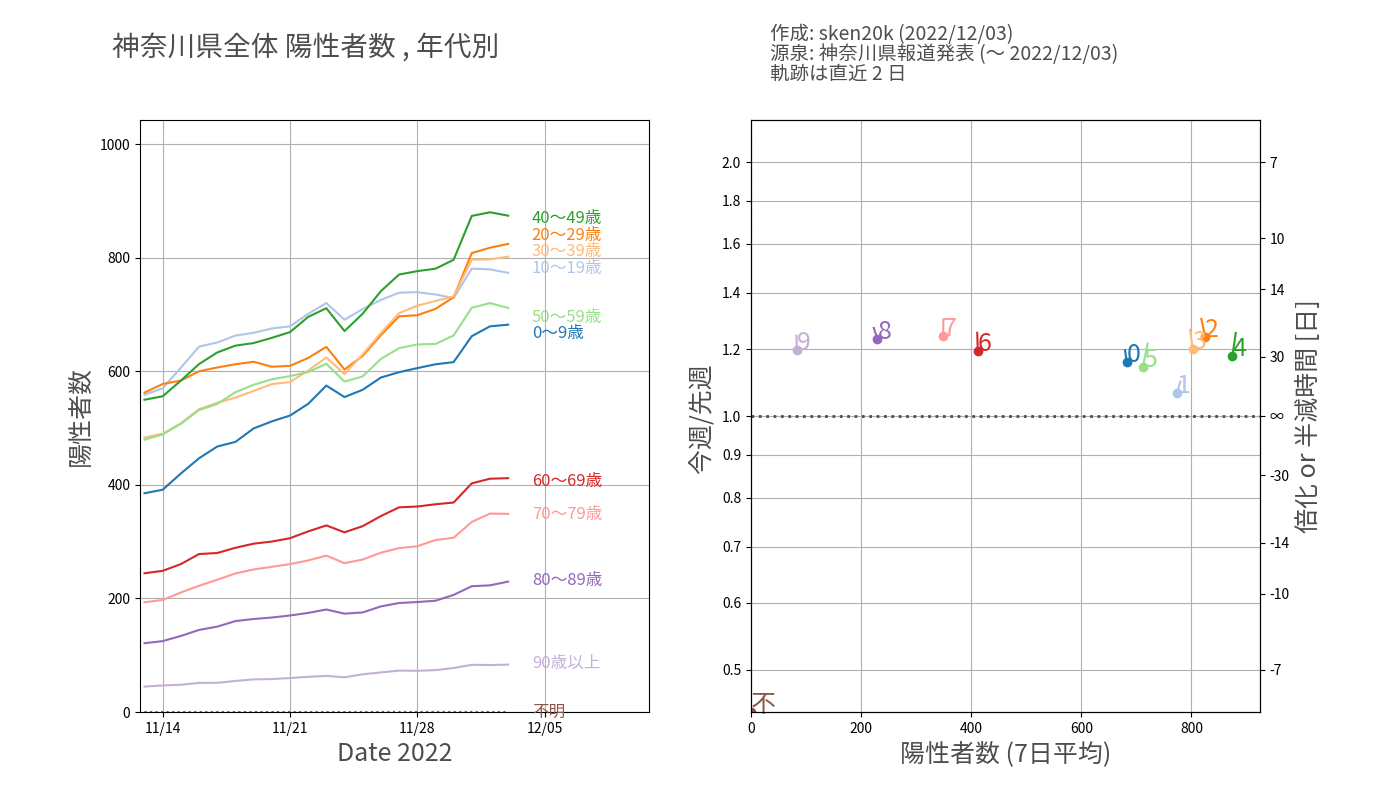 神奈川県全体 陽性者数 , 年代別
作成: sken20k (2022/12/03)
源泉: 神奈川県報道発表 (〜 2022/12/03)
軌跡は直近 2 日
陽性者数
1000
800
600
400
200
0
40〜49歳
20〜29歳
30〜39歳
10〜19歳
50〜59歳
0〜9歳
60〜69歳
70〜79歳
80〜89歳
90歳以上
不明
11/14
11/21
11/28
12/05
Date 2022
今週/先週
2.0
1.8
1.6
1.4
1.2
1.0
0.9
0.8
0.7
0.6
0.5
9
8
7
6
0
5
1
3
2
4
不
0
200
400
600
800
陽性者数 (7日平均)
7
10
14
30
∞
-30
-14
-10
-7
倍化 or 半減時間 [日]